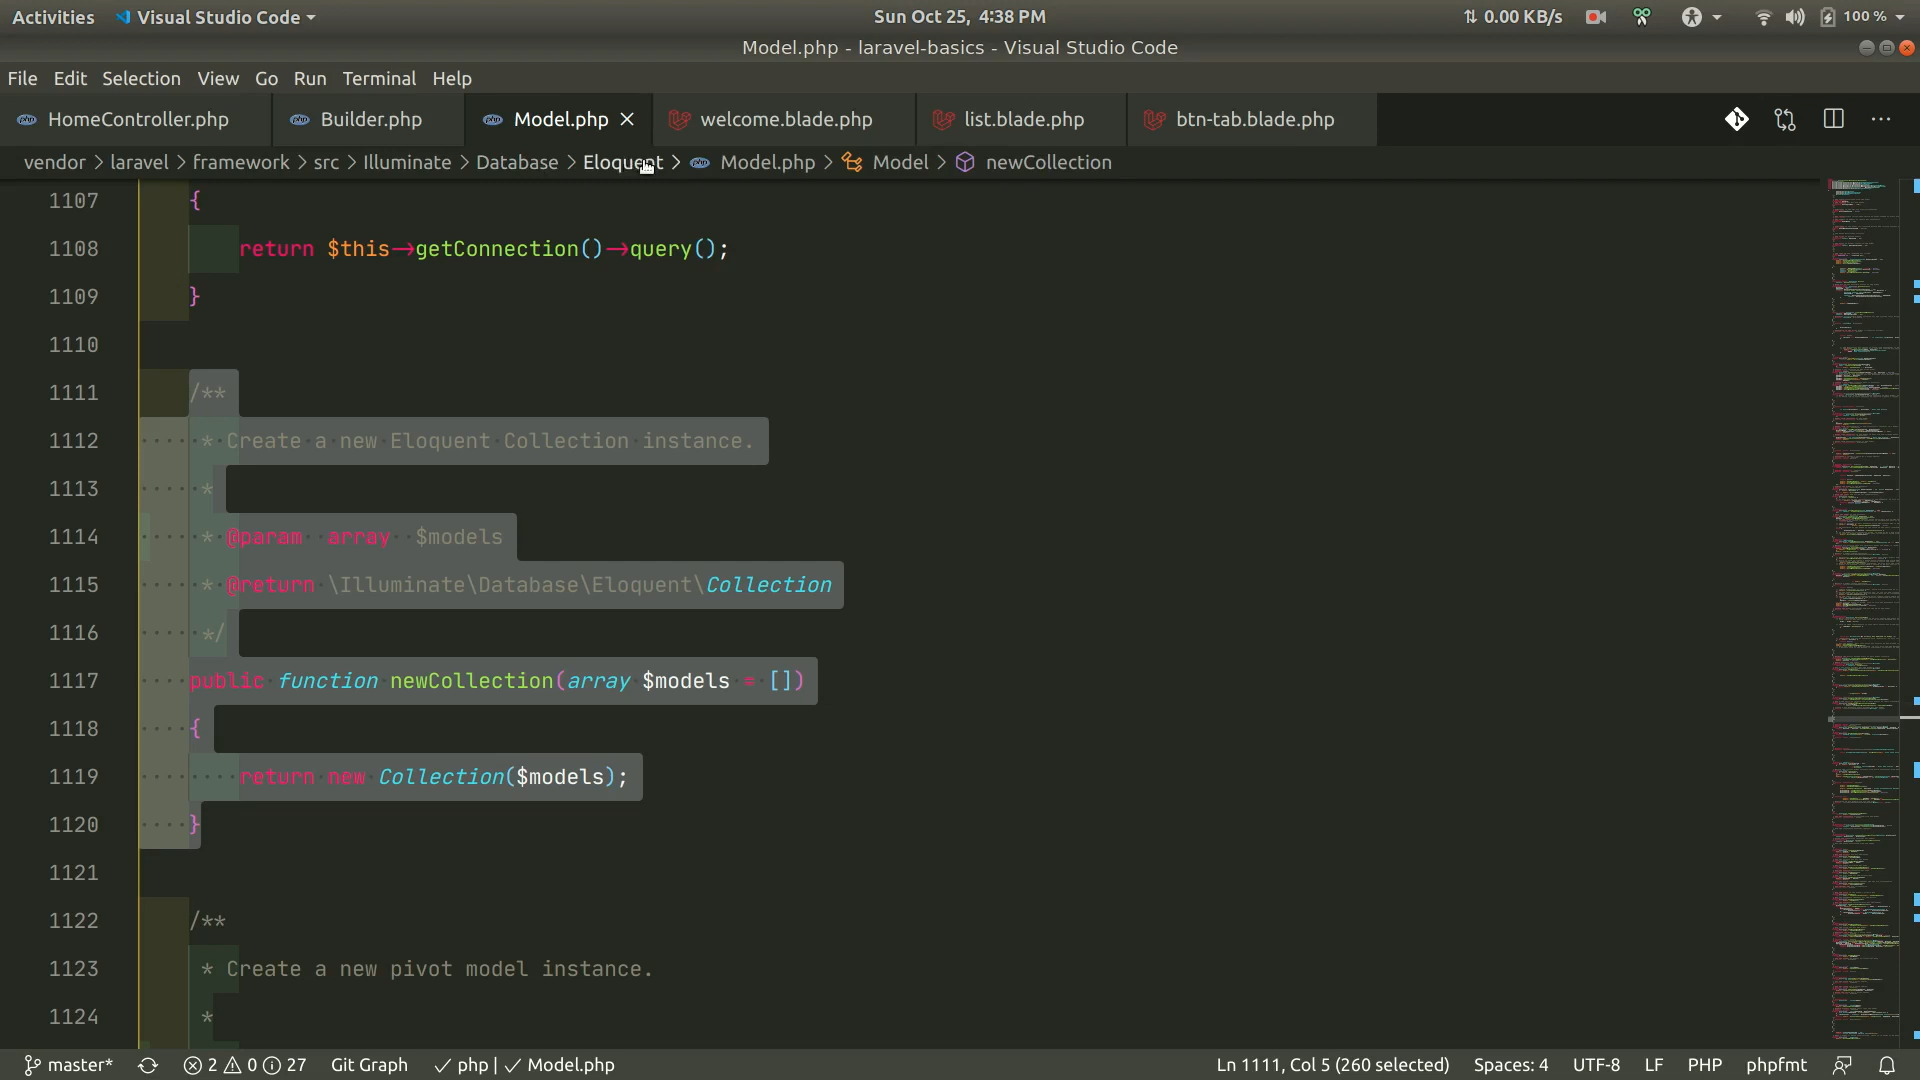 Activities Visual Studio Code Sun Oct 25, 4:38 PM 0.00 KB/s 100 %
Model.php - laravel-basics - Visual Studio Code
File Edit Selection View Go Run Terminal Help
php HomeController.php php Builder.php php Model.php welcome.blade.php list.blade.php btn-tab.blade.php
vendor > laravel > framework > src > Illuminate > Database > Eloquent > php Model.php > Model > newCollection
1107 {
1108 return $this->getConnection()->query();
1109 }
1110
1111 /**
1112 * Create a new Eloquent Collection instance.
1113 *
1114 * @param array $models
1115 * @return \Illuminate\Database\Eloquent\Collection
1116 */
1117 public function newCollection(array $models = [])
1118 {
1119 return new Collection($models);
1120 }
1121
1122 /**
1123 * Create a new pivot model instance.
1124 *
master* 2 0 27 Git Graph ✓ php | ✓ Model.php Ln 1111, Col 5 (260 selected) Spaces: 4 UTF-8 LF PHP phpfmt